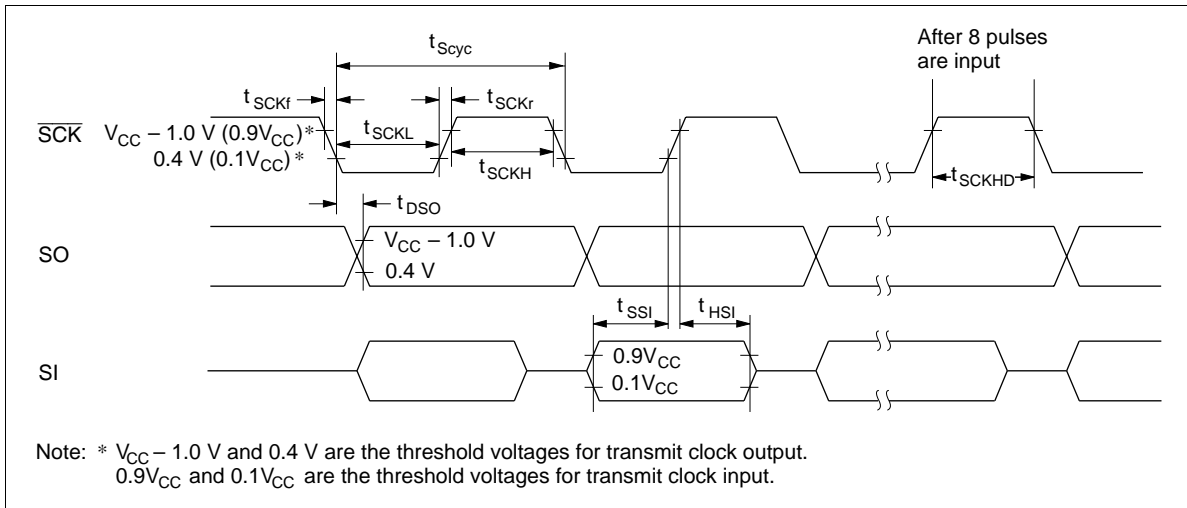 After 8 pulses
are input
tScyc
tSCKf
tSCKr
SCK VCC – 1.0 V (0.9VCC)*
0.4 V (0.1VCC)*
tSCKL
tSCKH
tSCKHD
tDSO
SO
VCC – 1.0 V
0.4 V
tSSI
tHSI
SI
0.9VCC
0.1VCC
Note: * VCC – 1.0 V and 0.4 V are the threshold voltages for transmit clock output.
0.9VCC and 0.1VCC are the threshold voltages for transmit clock input.